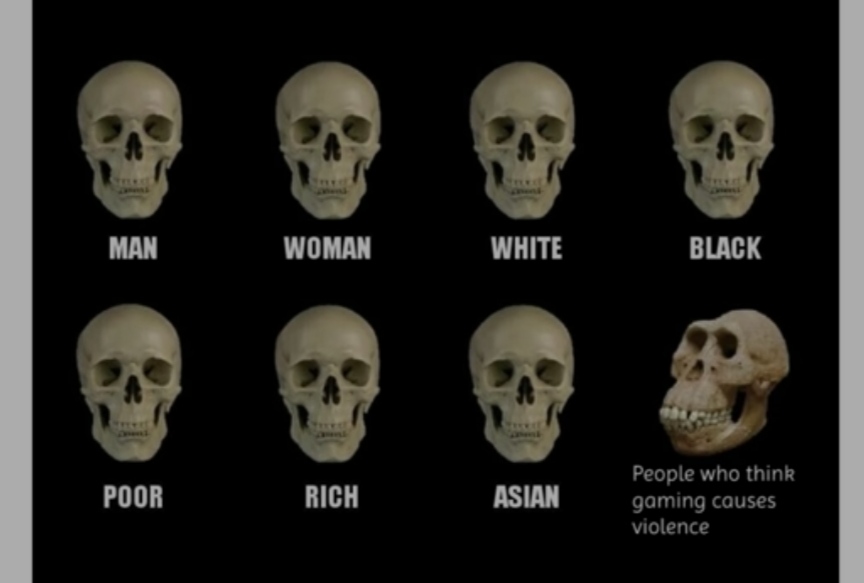 MAN
WOMAN
WHITE
BLACK
POOR
RICH
ASIAN
People who think
gaming causes
violence